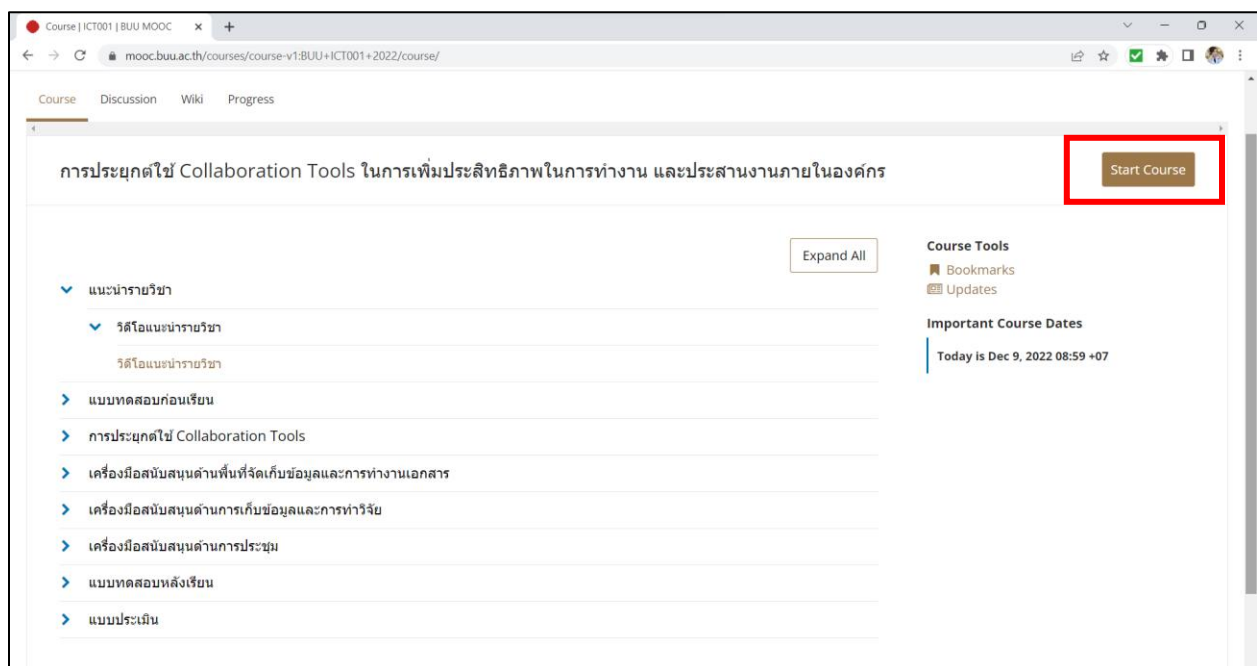 Course | ICT001 | BUU MOOC
mooc.buu.ac.th/courses/course-v1:BUU+ICT001+2022/course/
Course Discussion Wiki Progress
การประยุกต์ใช้ Collaboration Tools ในการเพิ่มประสิทธิภาพในการทำงาน และประสานงานภายในองค์กร
Start Course
Expand All
แนะนำรายวิชา
วิดีโอแนะนำรายวิชา
วิดีโอแนะนำรายวิชา
แบบทดสอบก่อนเรียน
การประยุกต์ใช้ Collaboration Tools
เครื่องมือสนับสนุนด้านพื้นที่จัดเก็บข้อมูลและการทำงานเอกสาร
เครื่องมือสนับสนุนด้านการเก็บข้อมูลและการทำวิจัย
เครื่องมือสนับสนุนด้านการประชุม
แบบทดสอบหลังเรียน
แบบประเมิน
Course Tools
Bookmarks
Updates
Important Course Dates
Today is Dec 9, 2022 08:59 +07